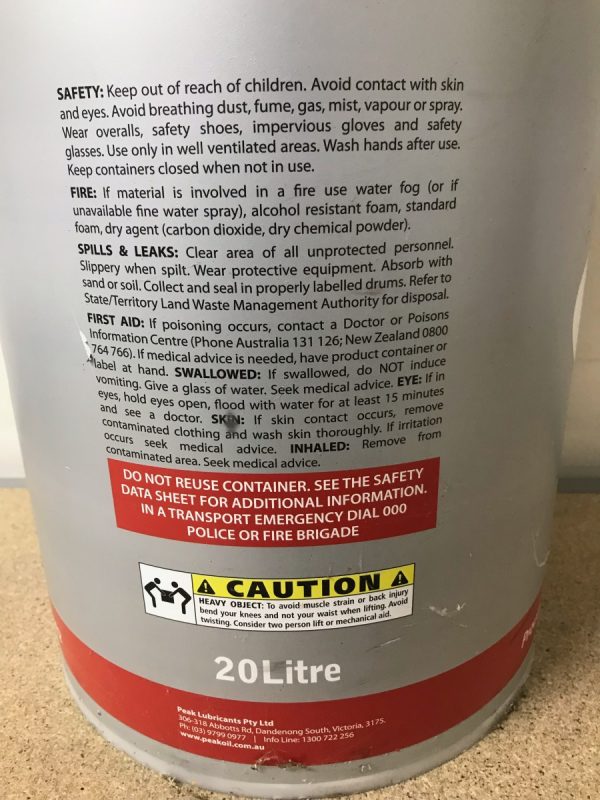 SAFETY: Keep out of reach of children. Avoid contact with skin
and eyes. Avoid breathing dust, fume, gas, mist, vapour or spray.
Wear overalls, safety shoes, impervious gloves and safety
glasses. Use only in well ventilated areas. Wash hands after use.
Keep containers closed when not in use.
FIRE: If material is involved in a fire use water fog (or if
unavailable fine water spray), alcohol resistant foam, standard
foam, dry agent (carbon dioxide, dry chemical powder).
SPILLS & LEAKS: Clear area of all unprotected personnel.
Slippery when spilt. Wear protective equipment. Absorb with
sand or soil. Collect and seal in properly labelled drums. Refer to
State/Territory Land Waste Management Authority for disposal.
FIRST AID: If poisoning occurs, contact a Doctor or Poisons
Information Centre (Phone Australia 131 126; New Zealand 0800
764 766). If medical advice is needed, have product container or
label at hand. SWALLOWED: If swallowed, do NOT induce
vomiting. Give a glass of water. Seek medical advice. EYE: If in
eyes, hold eyes open, flood with water for at least 15 minutes
and see a doctor. SKIN: If skin contact occurs, remove
contaminated clothing and wash skin thoroughly. If irritation
occurs seek medical advice. INHALED: Remove from
contaminated area. Seek medical advice.
DO NOT REUSE CONTAINER. SEE THE SAFETY
DATA SHEET FOR ADDITIONAL INFORMATION.
IN A TRANSPORT EMERGENCY DIAL 000
POLICE OR FIRE BRIGADE
CAUTION
HEAVY OBJECT: To avoid muscle strain or back injury
bend your knees and not your waist when lifting. Avoid
twisting. Consider two person lift or mechanical aid.
20Litre
Peak Lubricants Pty Ltd
306-318 Abbotts Rd, Dandenong South, Victoria, 3175.
Ph: (03) 9799 0977 | Info Line: 1300 722 256
www.peakoil.com.au